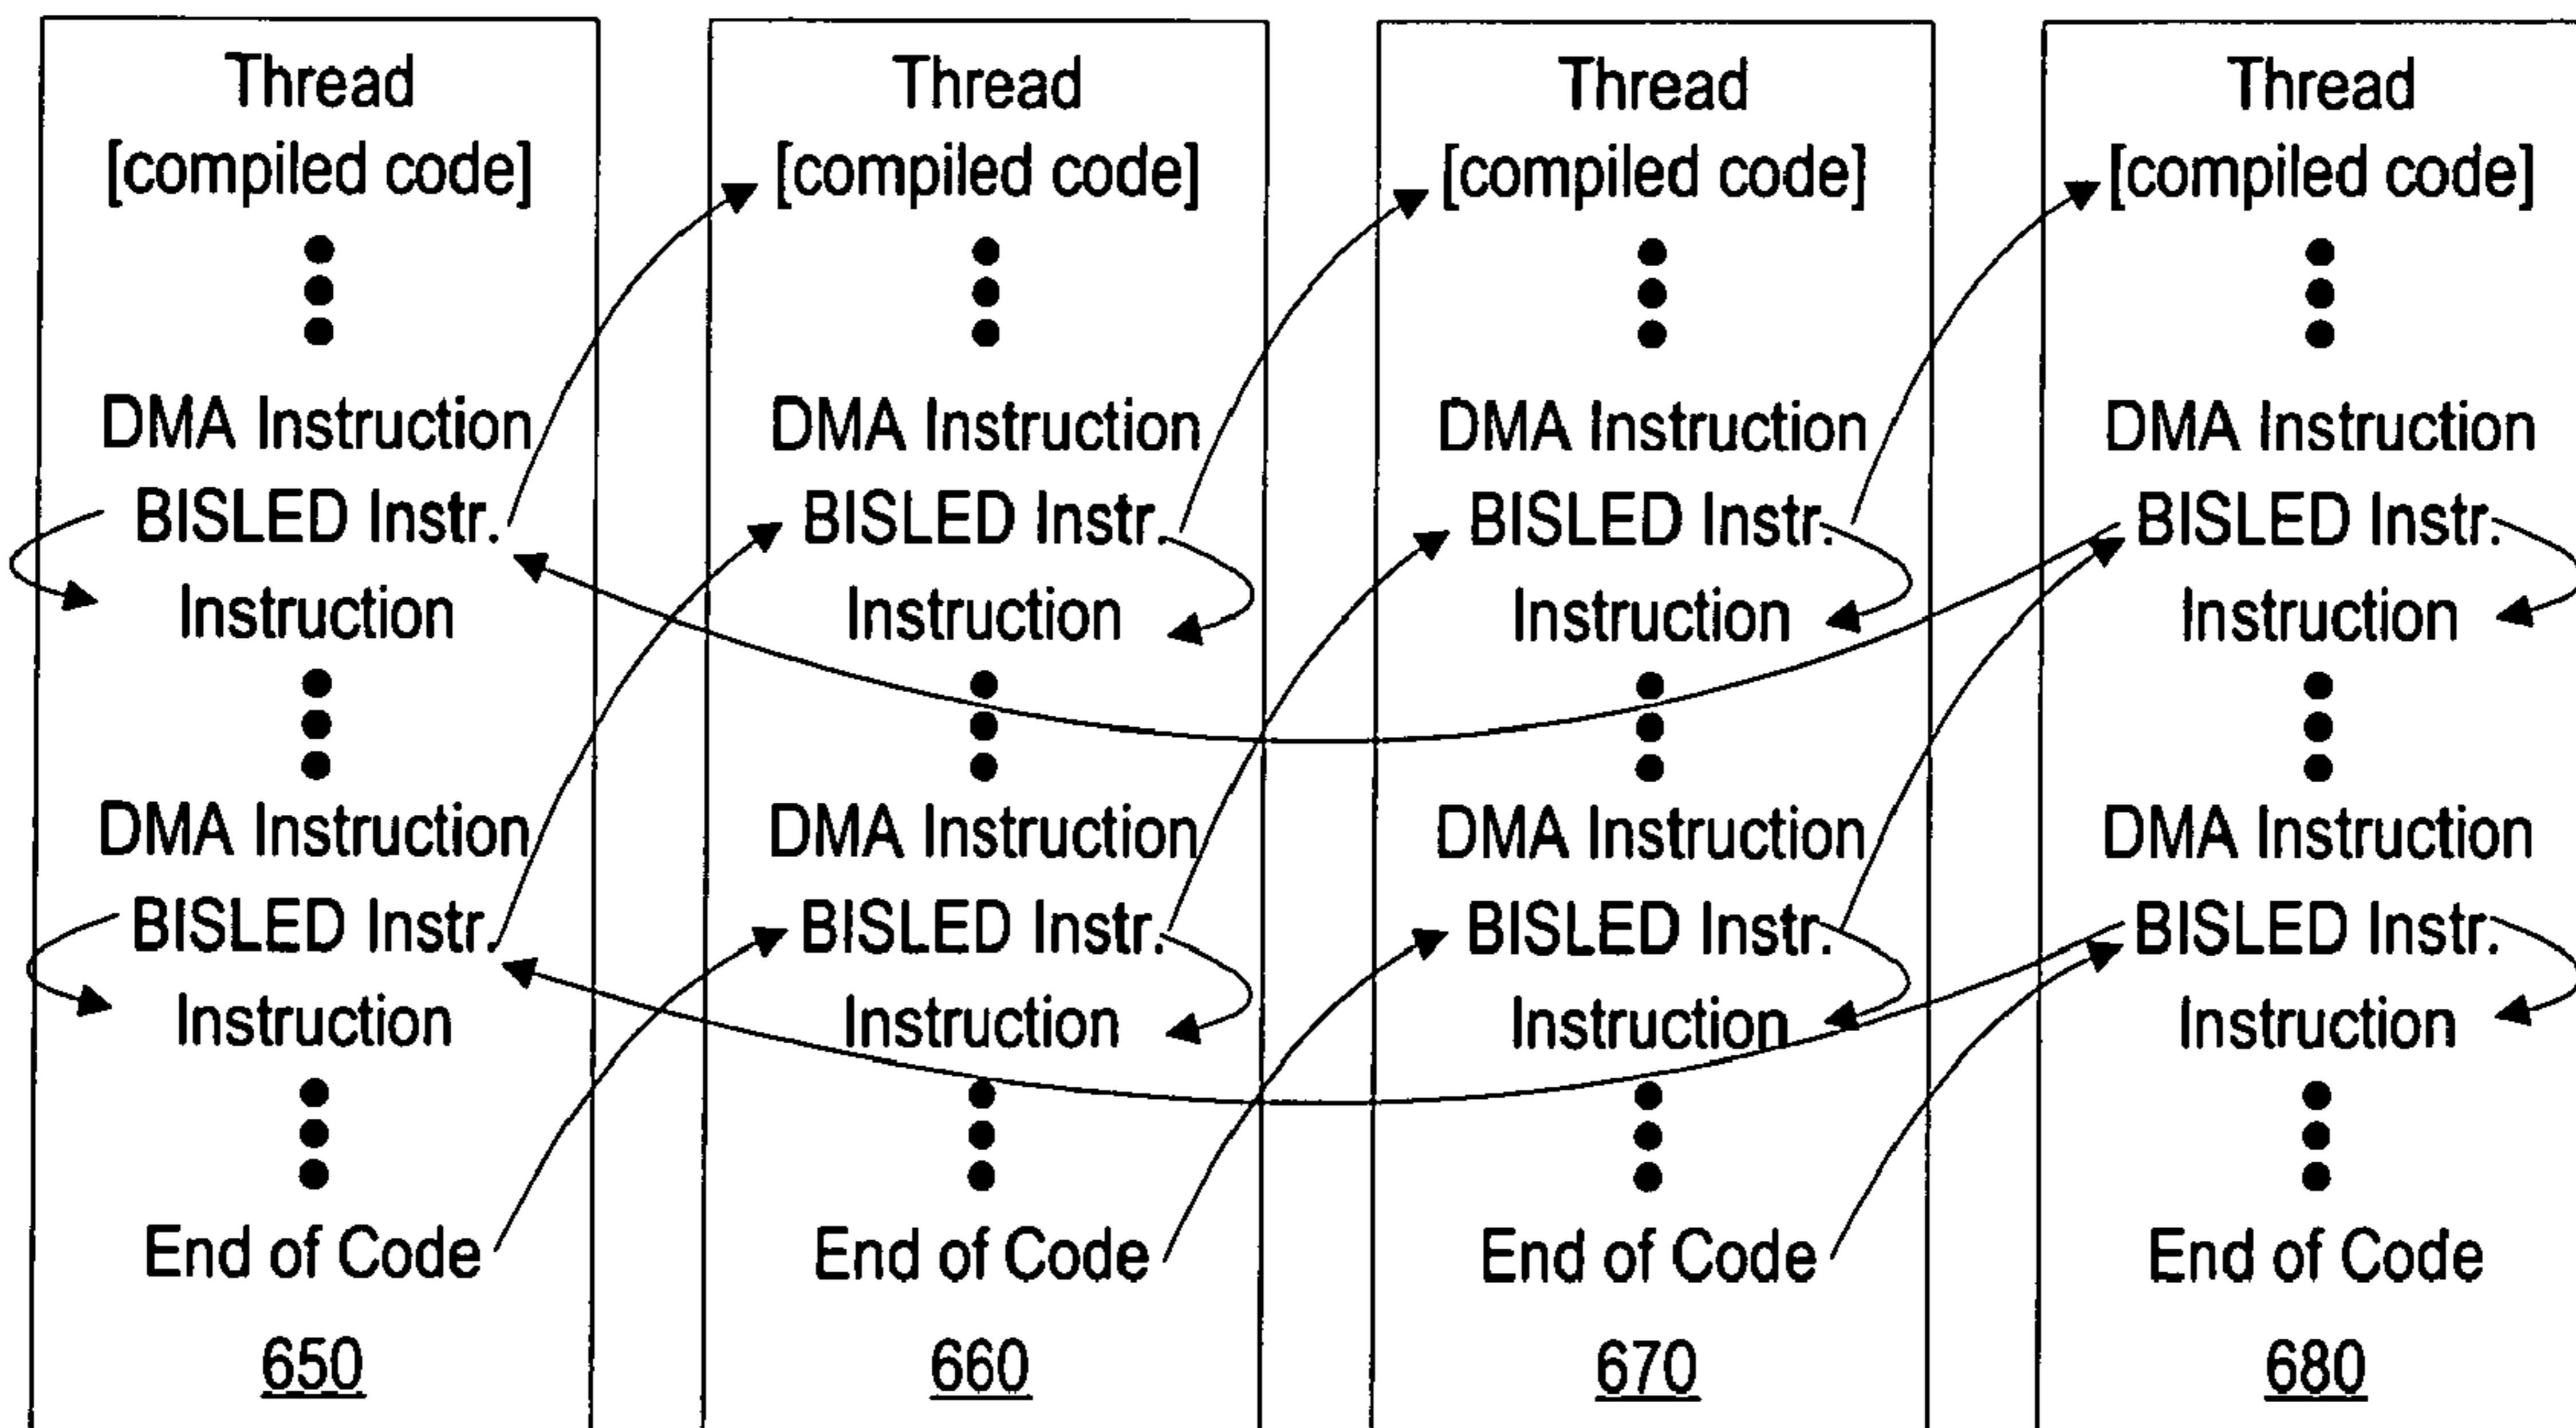 Thread
[compiled code]
DMA Instruction
BISLED Instr.
Instruction
DMA Instruction
BISLED Instr.
Instruction
End of Code
650
Thread
[compiled code]
DMA Instruction
BISLED Instr.
Instruction
DMA Instruction
BISLED Instr.
Instruction
End of Code
660
Thread
[compiled code]
DMA Instruction
BISLED Instr.
Instruction
DMA Instruction
BISLED Instr.
Instruction
End of Code
670
Thread
[compiled code]
DMA Instruction
BISLED Instr.
Instruction
DMA Instruction
BISLED Instr.
Instruction
End of Code
680